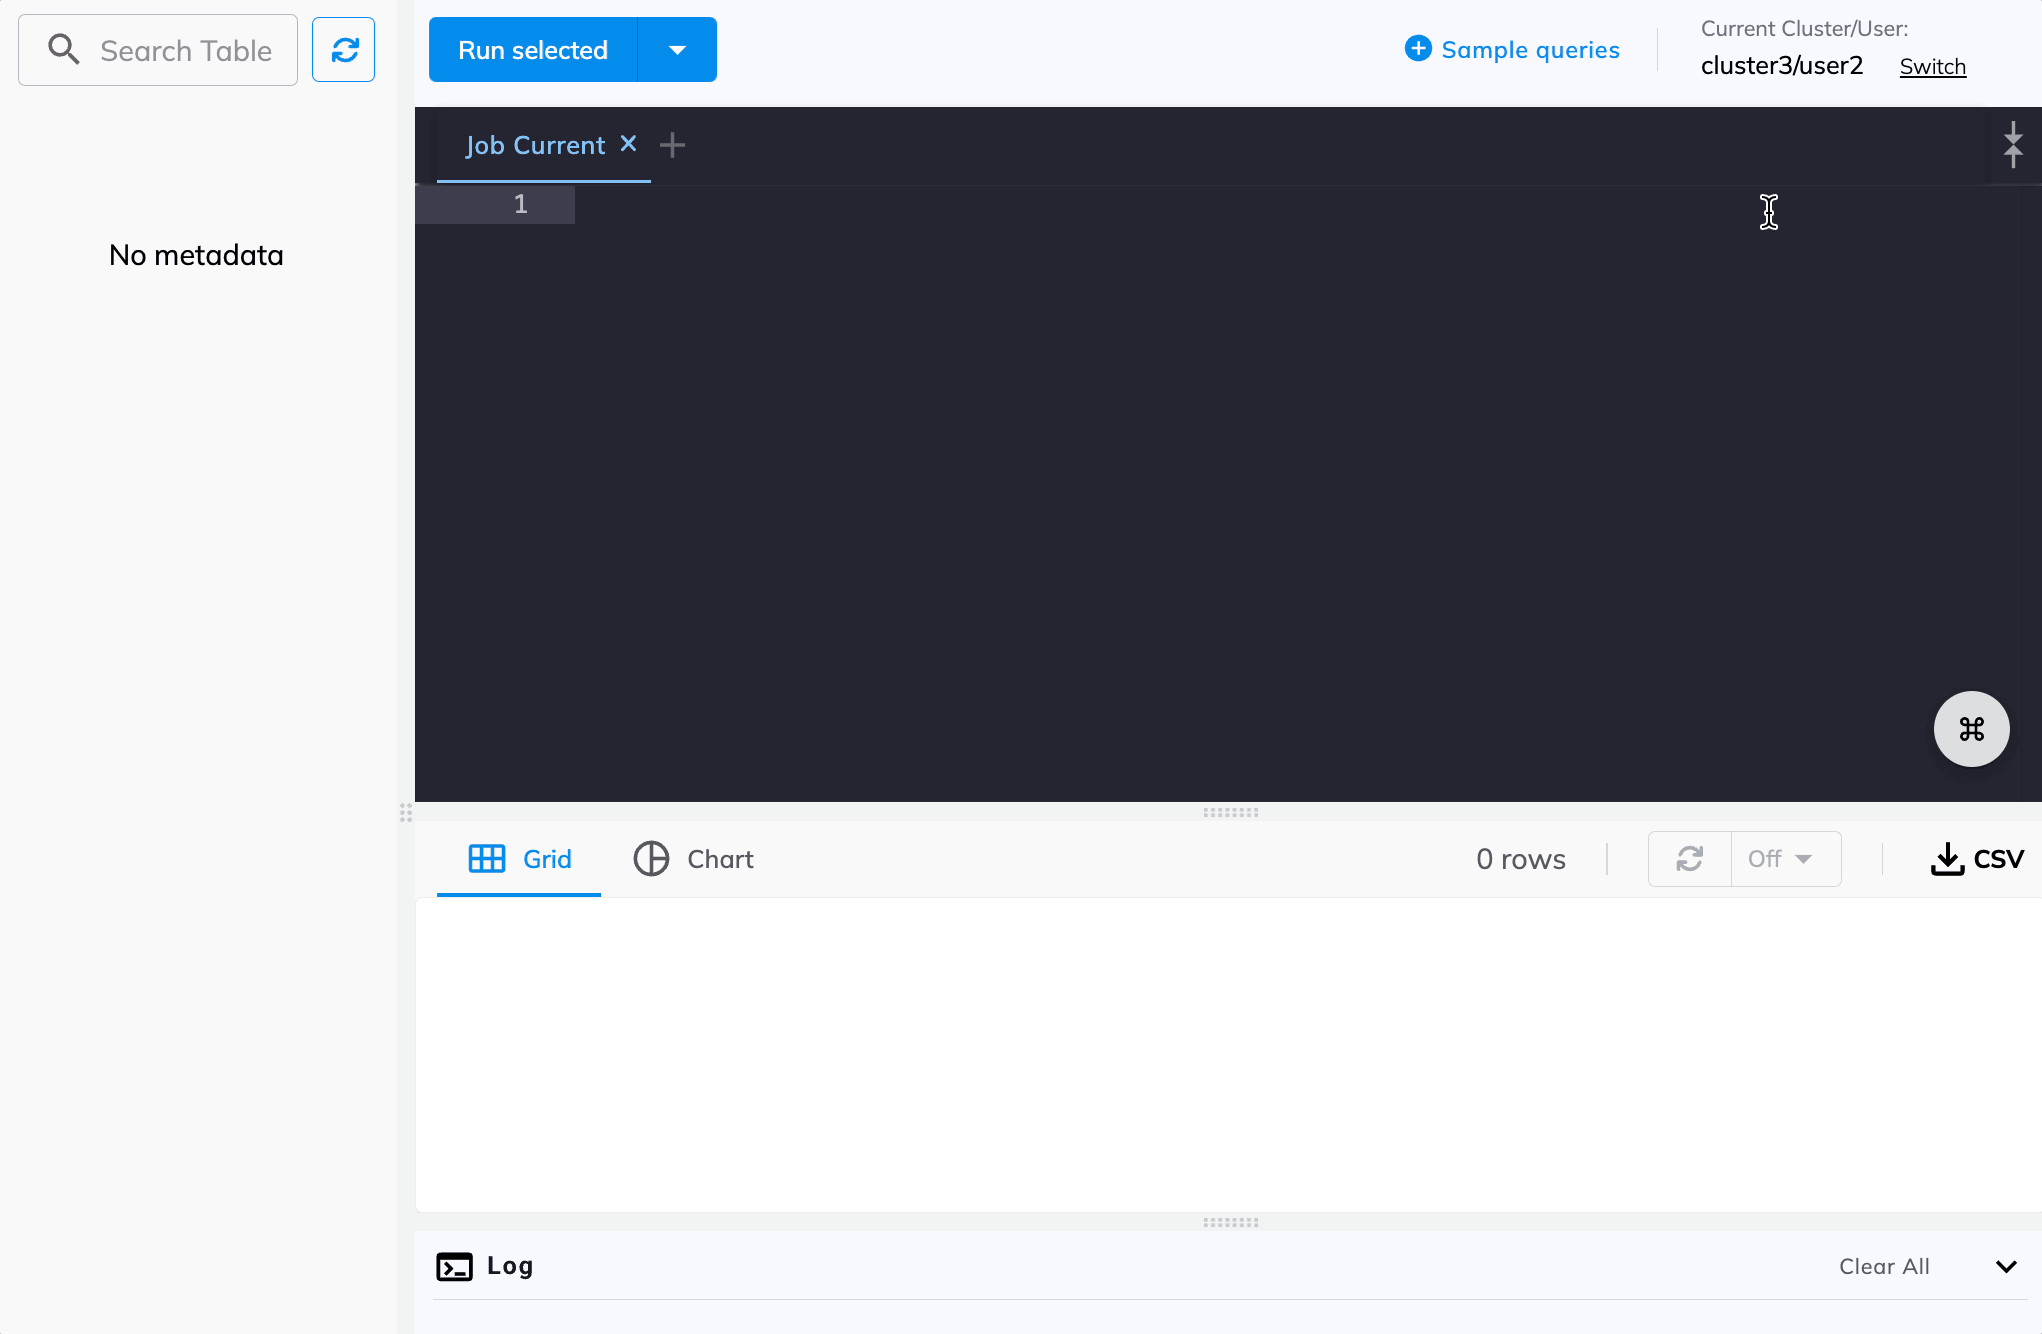 Search Table
Run selected
Sample queries
Current Cluster/User:
cluster3/user2
Switch
No metadata
Job Current
1
Grid
Chart
0 rows
Off
CSV
Log
Clear All